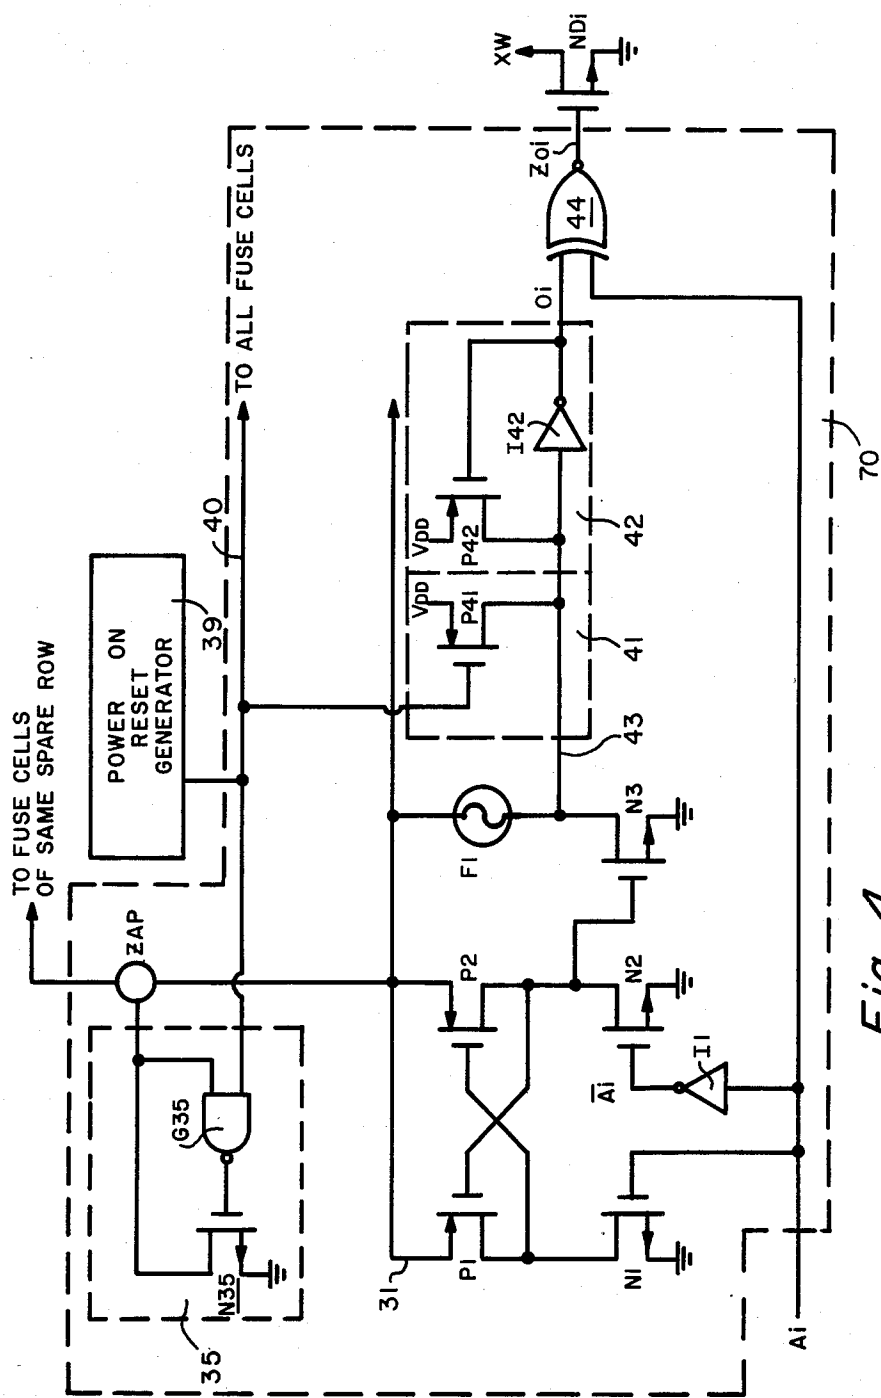 TO FUSE CELLS
OF SAME SPARE ROW
POWER ON
RESET
GENERATOR
39
40
TO ALL FUSE CELLS
ZAP
G35
N35
35
31
P1
P2
N1
N2
N3
Ai
I1
Ai
F1
43
VDD
P41
41
VDD
P42
42
I42
Oi
44
Zoi
XW
NDi
70
Fig. 4